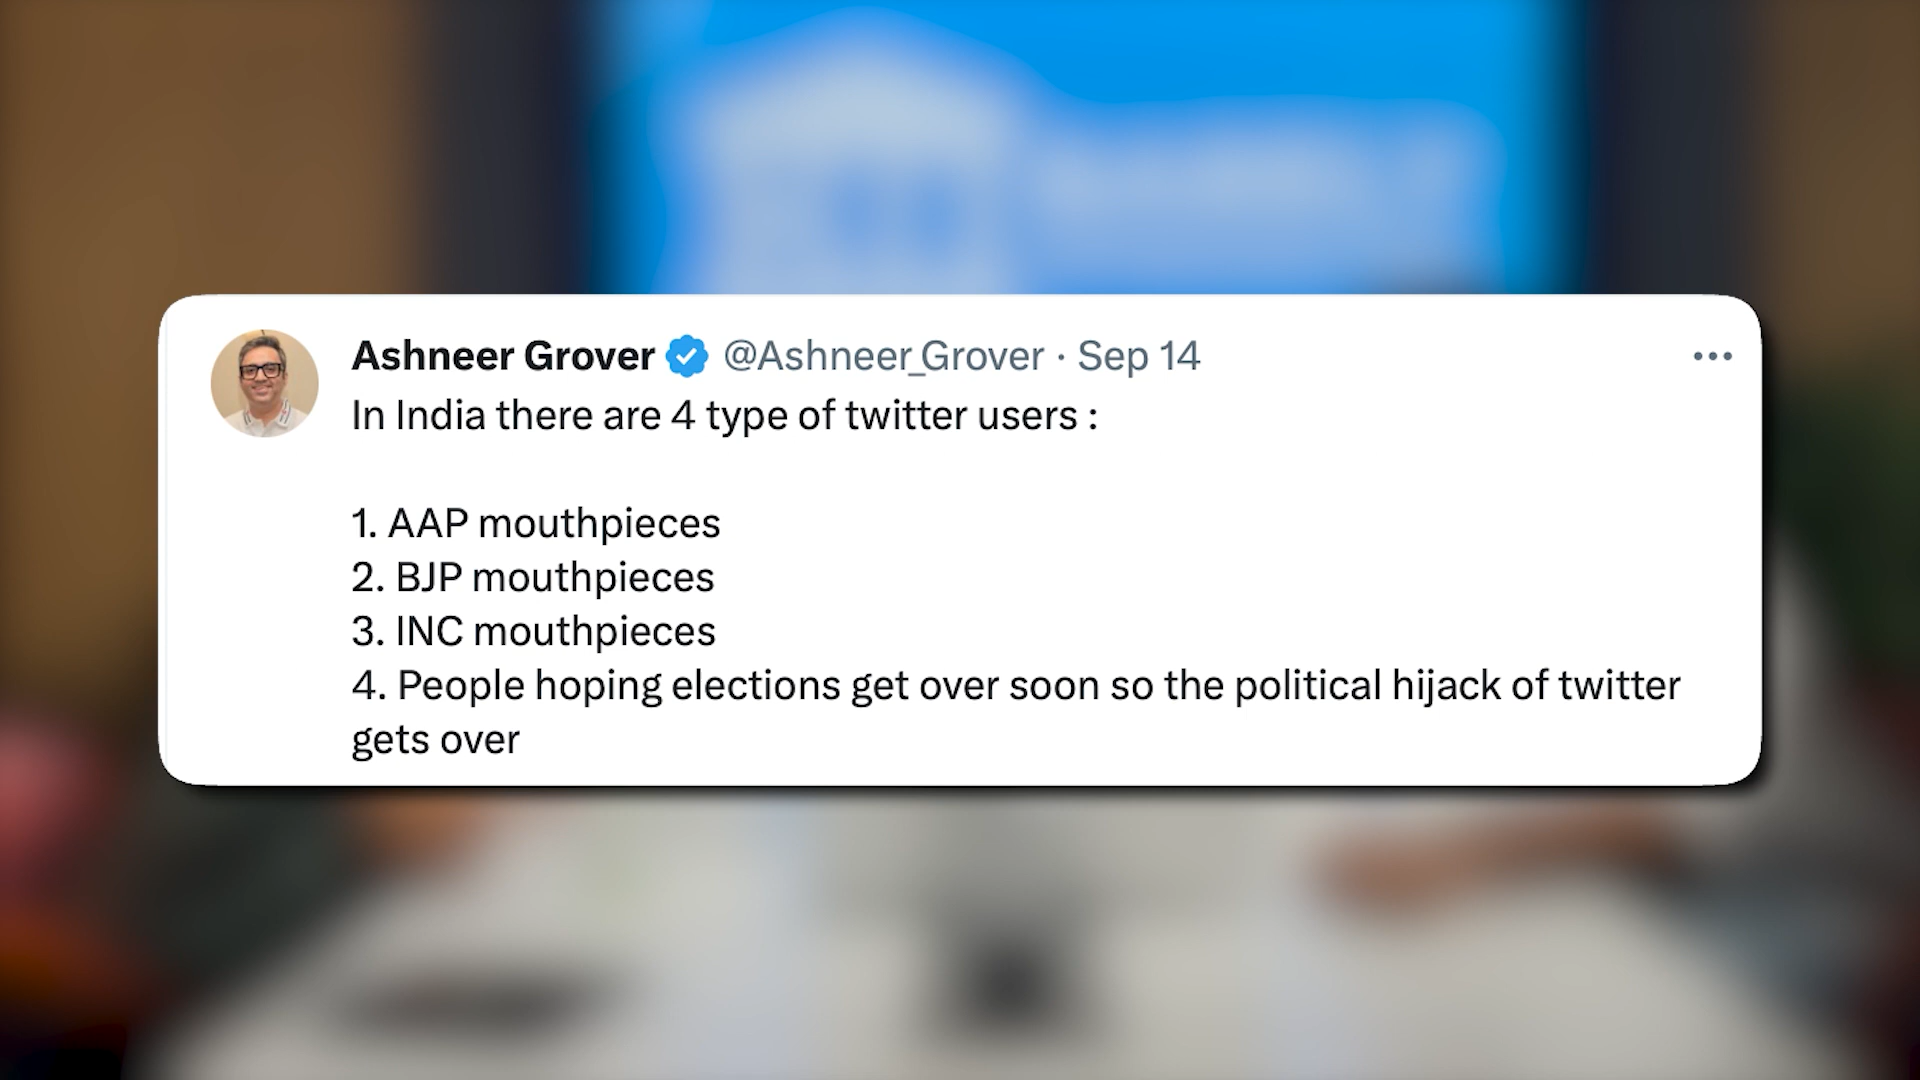 Ashneer Grover @Ashneer_Grover · Sep 14
In India there are 4 type of twitter users :
1. AAP mouthpieces
2. BJP mouthpieces
3. INC mouthpieces
4. People hoping elections get over soon so the political hijack of twitter
gets over